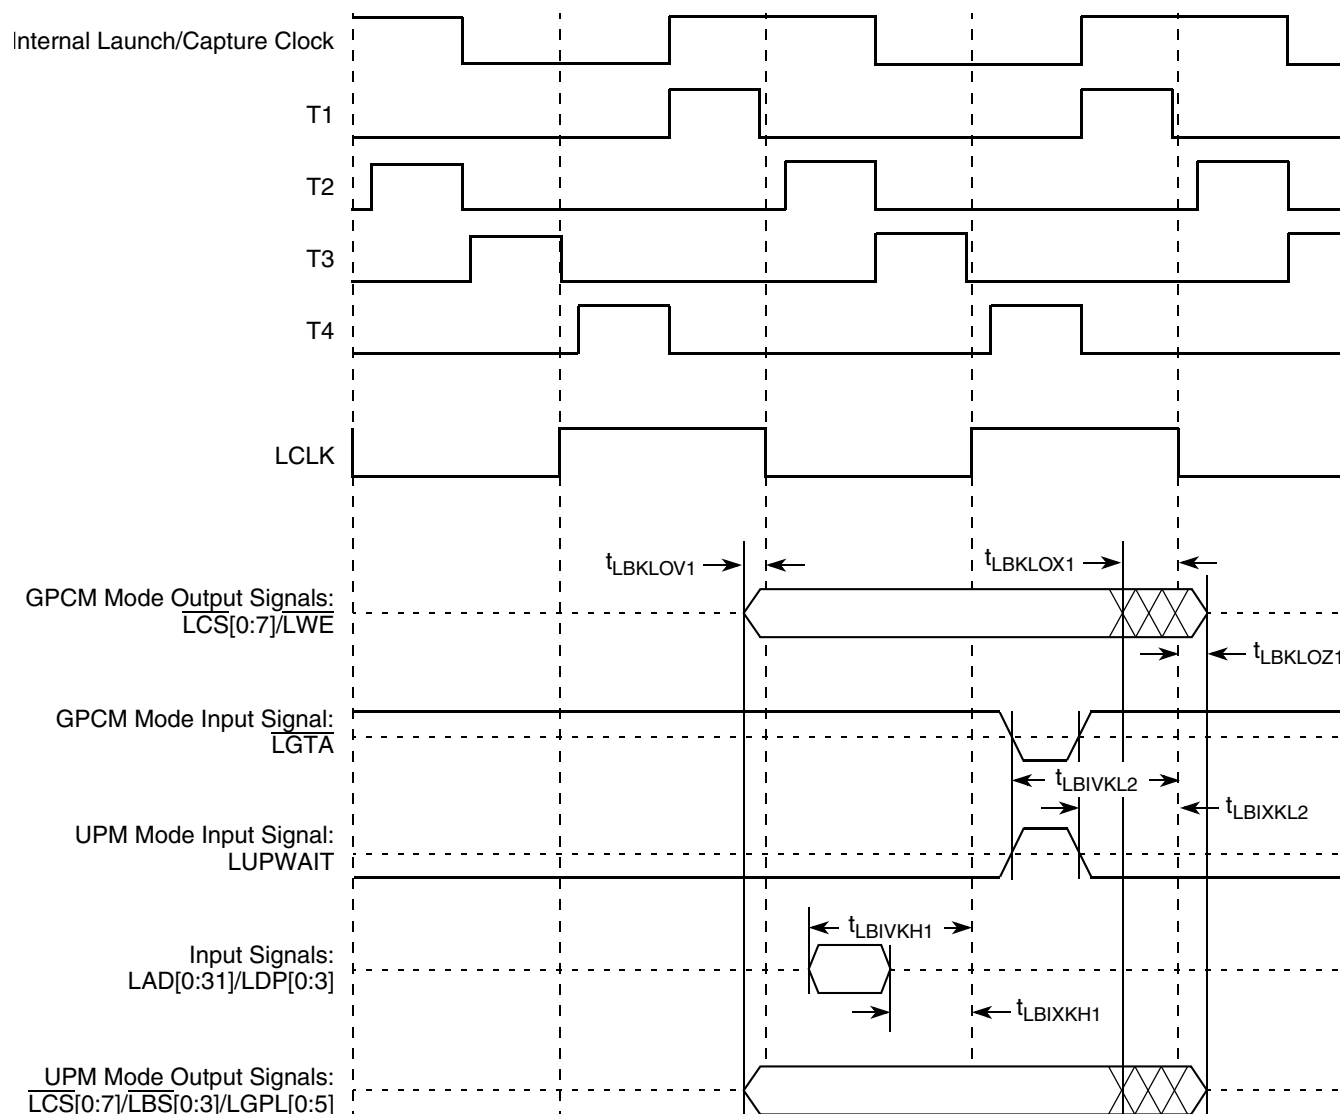 Internal Launch/Capture Clock
T1
T2
T3
T4
LCLK
tLBKLOV1
tLBKLOX1
GPCM Mode Output Signals:
LCS[0:7]/LWE
tLBKLOZ1
GPCM Mode Input Signal:
LGTA
tLBIVKL2
tLBIXKL2
UPM Mode Input Signal:
LUPWAIT
tLBIVKH1
Input Signals:
LAD[0:31]/LDP[0:3]
tLBIXKH1
UPM Mode Output Signals:
LCS[0:7]/LBS[0:3]/LGPL[0:5]